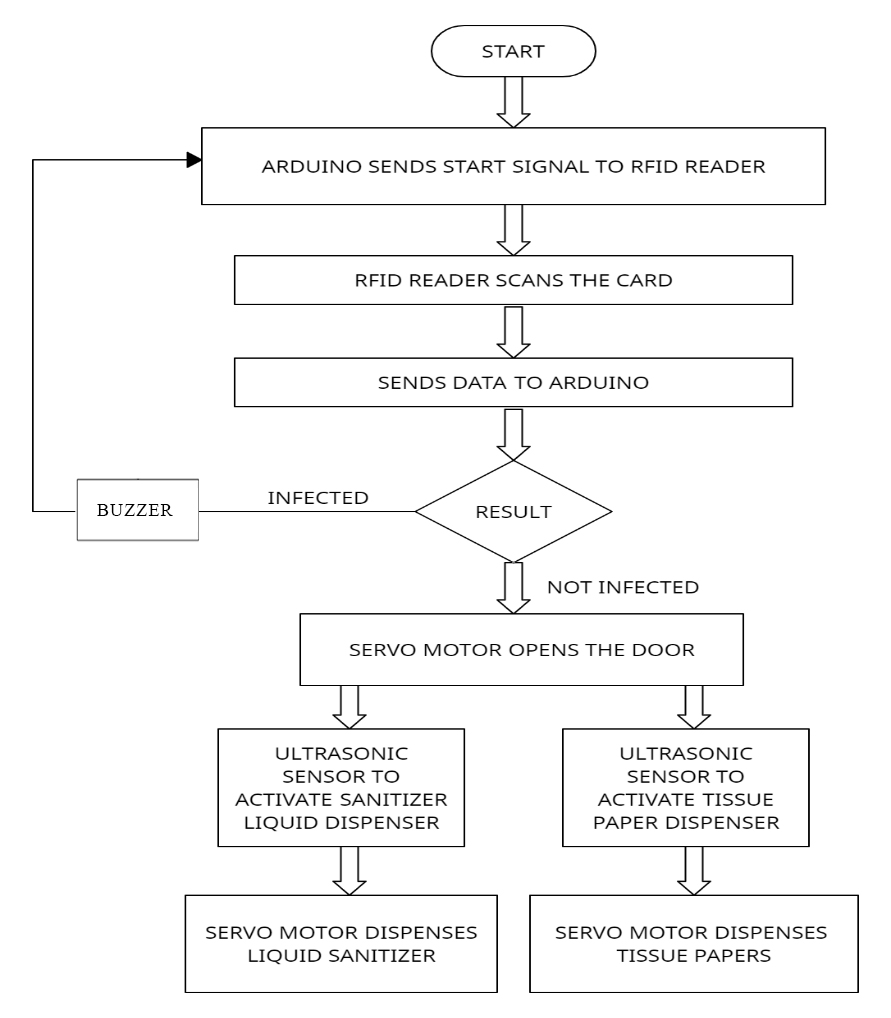 START
ARDUINO SENDS START SIGNAL TO RFID READER
RFID READER SCANS THE CARD
SENDS DATA TO ARDUINO
INFECTED
BUZZER
RESULT
NOT INFECTED
SERVO MOTOR OPENS THE DOOR
ULTRASONIC
SENSOR TO
ACTIVATE SANITIZER
LIQUID DISPENSER
ULTRASONIC
SENSOR TO
ACTIVATE TISSUE
PAPER DISPENSER
SERVO MOTOR DISPENSES
LIQUID SANITIZER
SERVO MOTOR DISPENSES
TISSUE PAPERS